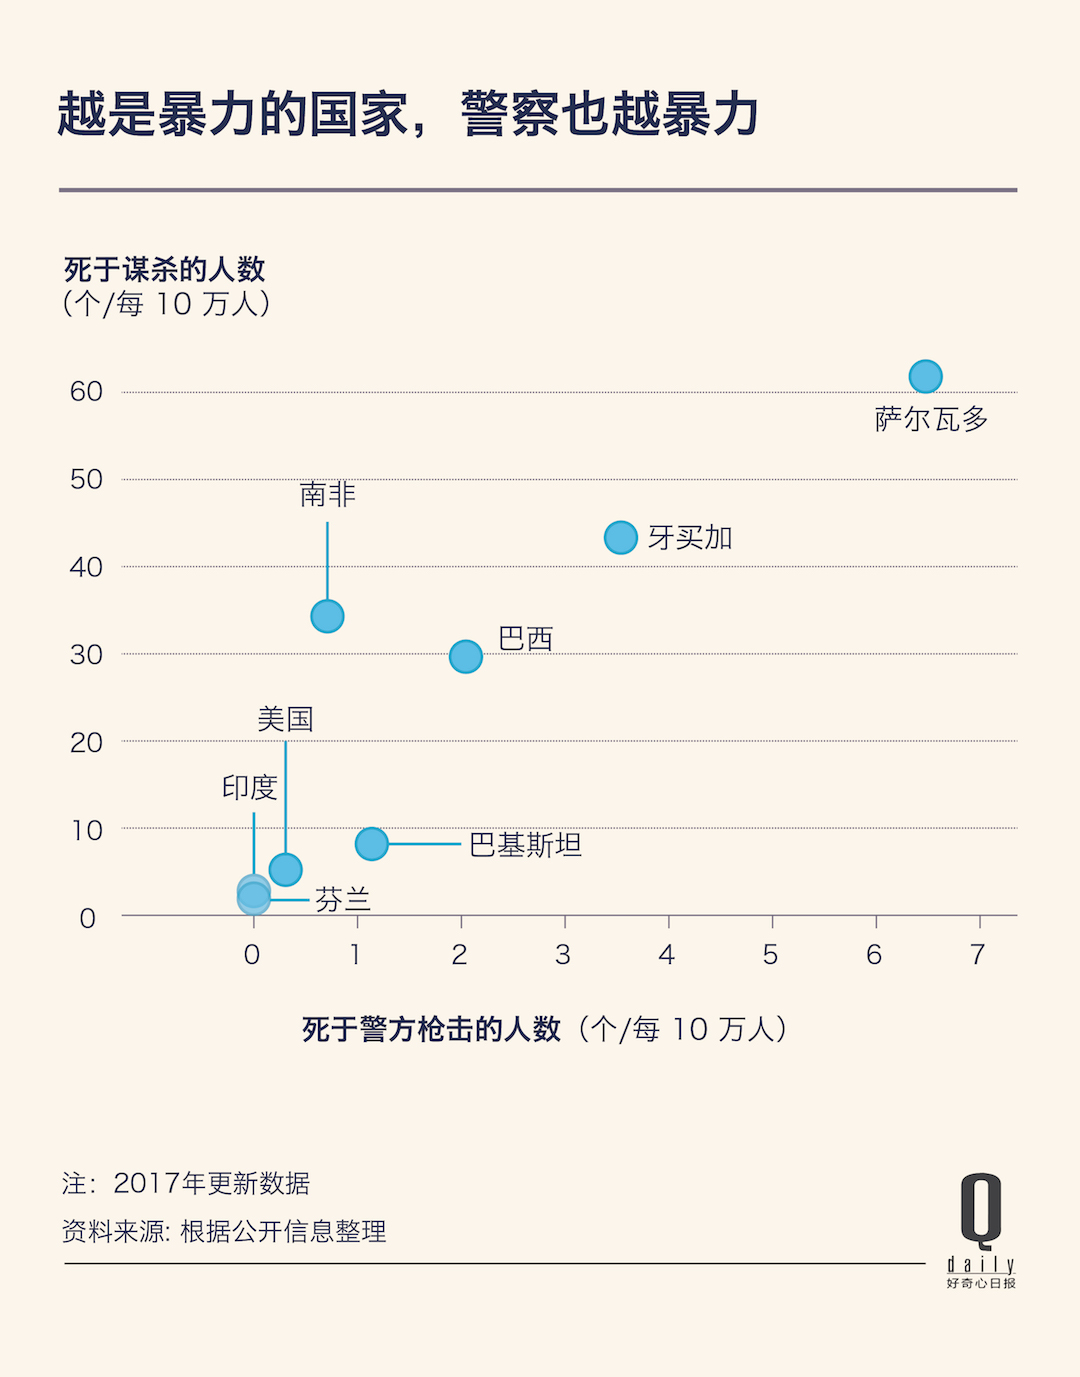 越是暴力的国家，警察也越暴力
死于谋杀的人数
（个/每 10 万人）
60
萨尔瓦多
50
南非
牙买加
40
30
巴西
美国
20
印度
10
巴基斯坦
芬兰
0
0 1 2 3 4 5 6 7
死于警方枪击的人数（个/每 10 万人）
注：2017年更新数据
资料来源: 根据公开信息整理
Q
daily
好奇心日报